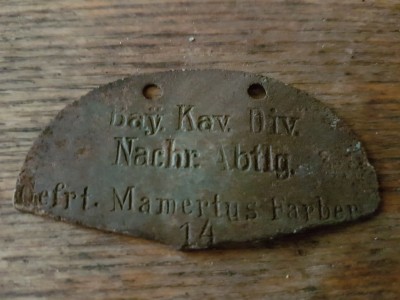 Bay. Kav. Div.
Nachr. Abtlg.
Gefrt. Mamertus Farber
14